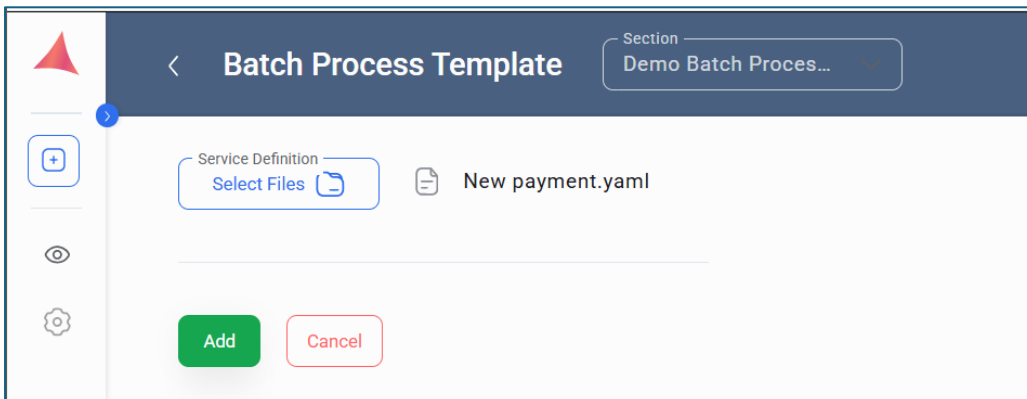 Batch Process Template
Section
Demo Batch Proces...
Service Definition
Select Files
New payment.yaml
Add
Cancel